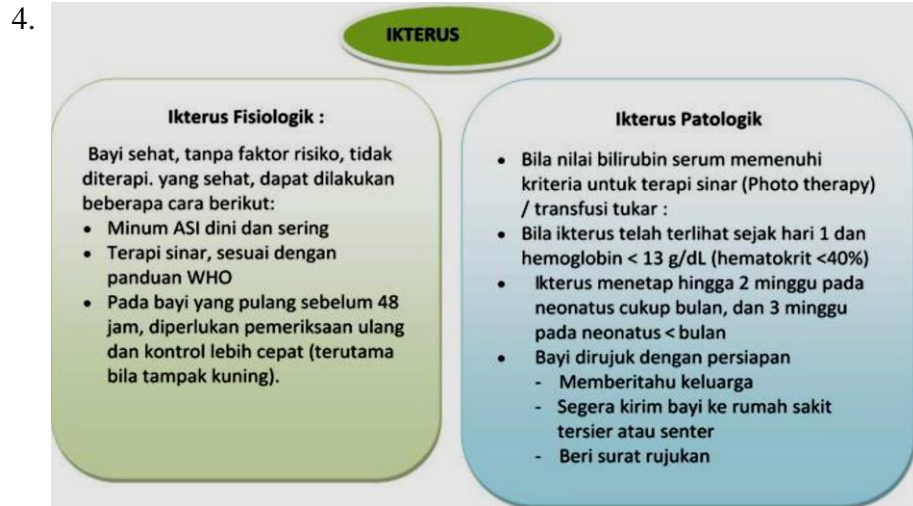 4.
IKTERUS
Ikterus Fisiologik :
Bayi sehat, tanpa faktor risiko, tidak
diterapi. yang sehat, dapat dilakukan
beberapa cara berikut:
• Minum ASI dini dan sering
• Terapi sinar, sesuai dengan
panduan WHO
• Pada bayi yang pulang sebelum 48
jam, diperlukan pemeriksaan ulang
dan kontrol lebih cepat (terutama
bila tampak kuning).
Ikterus Patologik
• Bila nilai bilirubin serum memenuhi
kriteria untuk terapi sinar (Photo therapy)
/ transfusi tukar :
• Bila ikterus telah terlihat sejak hari 1 dan
hemoglobin < 13 g/dL (hematokrit <40%)
• Ikterus menetap hingga 2 minggu pada
neonatus cukup bulan, dan 3 minggu
pada neonatus < bulan
• Bayi dirujuk dengan persiapan
- Memberitahu keluarga
- Segera kirim bayi ke rumah sakit
tersier atau senter
- Beri surat rujukan